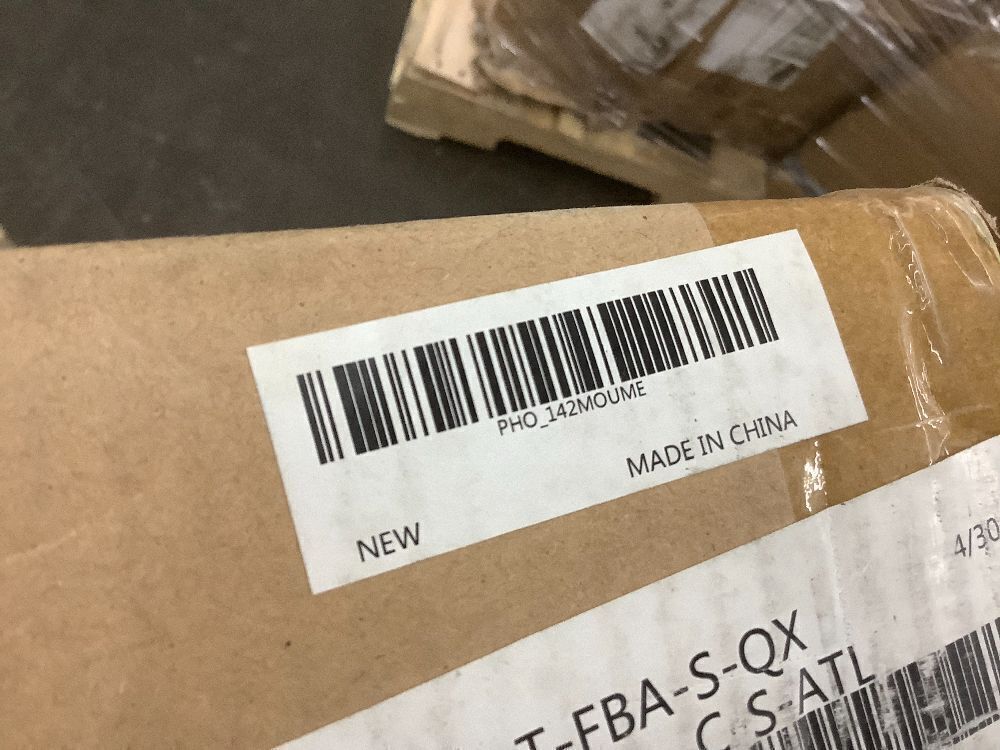 PHO_142MOUME
MADE IN CHINA
NEW
4/30
T-FBA-S-QX
C S-ATL